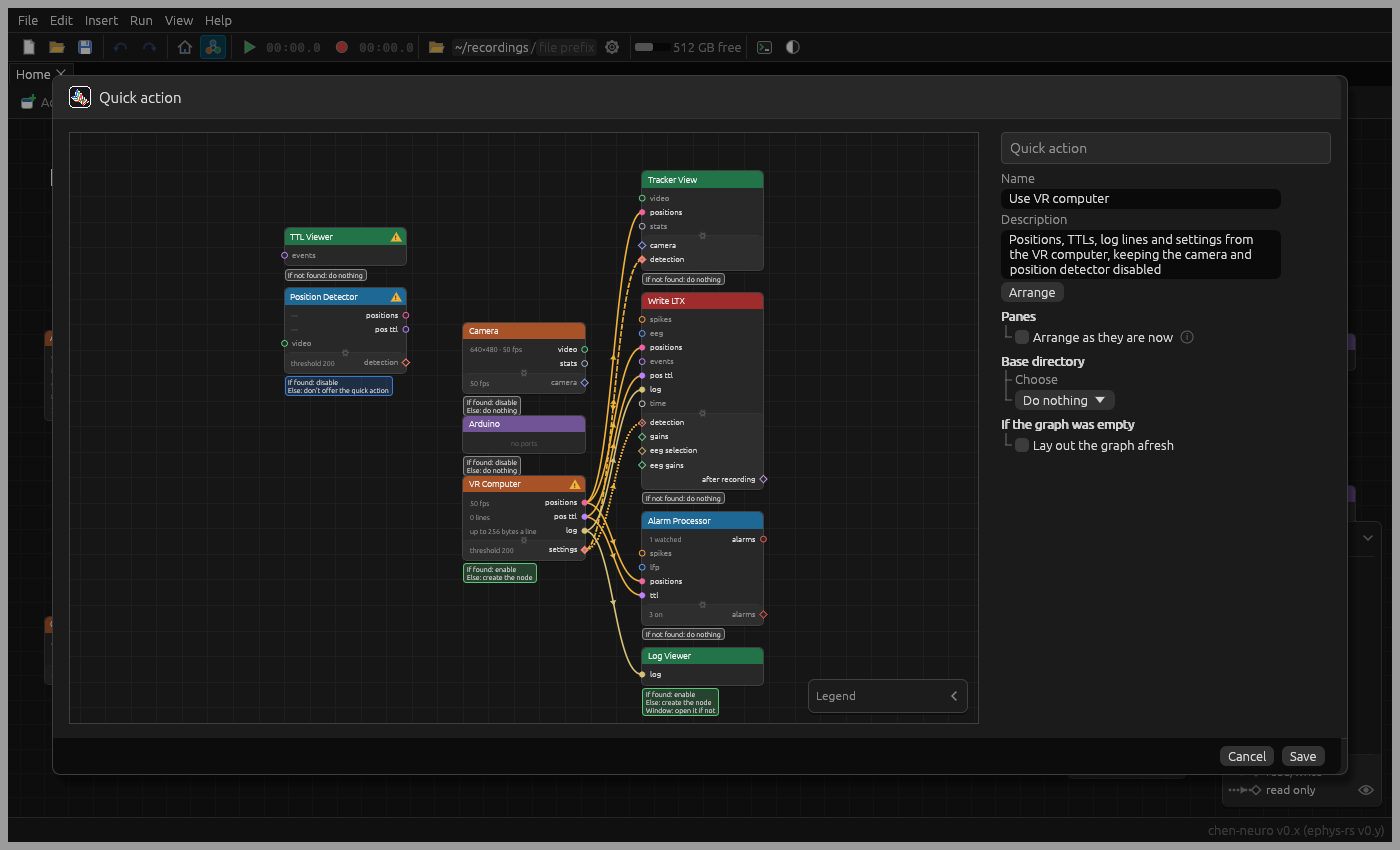 File Edit Insert Run View Help
00:00.0 00:00.0 ~/recordings/file prefix 512 GB free
Home
Quick action
Tracker View
video
positions
stats
camera
detection
If not found: do nothing
TTL Viewer
events
If not found: do nothing
Position Detector
positions
pos ttl
video
threshold 200 detection
If found: disable
Else: don't offer the quick action
Camera
640×480 · 50 fps video
stats
50 fps camera
If found: disable
Else: do nothing
Arduino
no ports
If found: disable
Else: do nothing
VR Computer
50 fps positions
0 lines pos ttl
up to 256 bytes a line log
threshold 200 settings
If found: enable
Else: create the node
Write LTX
spikes
eeg
positions
events
pos ttl
log
time
detection
gains
eeg selection
eeg gains
after recording
If not found: do nothing
Alarm Processor
1 watched alarms
spikes
lfp
positions
ttl
3 on alarms
If not found: do nothing
Log Viewer
log
If found: enable
Else: create the node
Window: open it if not
Legend
Quick action
Name
Use VR computer
Description
Positions, TTLs, log lines and settings from
the VR computer, keeping the camera and
position detector disabled
Arrange
Panes
Arrange as they are now
Base directory
Choose
Do nothing
If the graph was empty
Lay out the graph afresh
Cancel Save
read only
chen-neuro v0.x (ephys-rs v0.y)